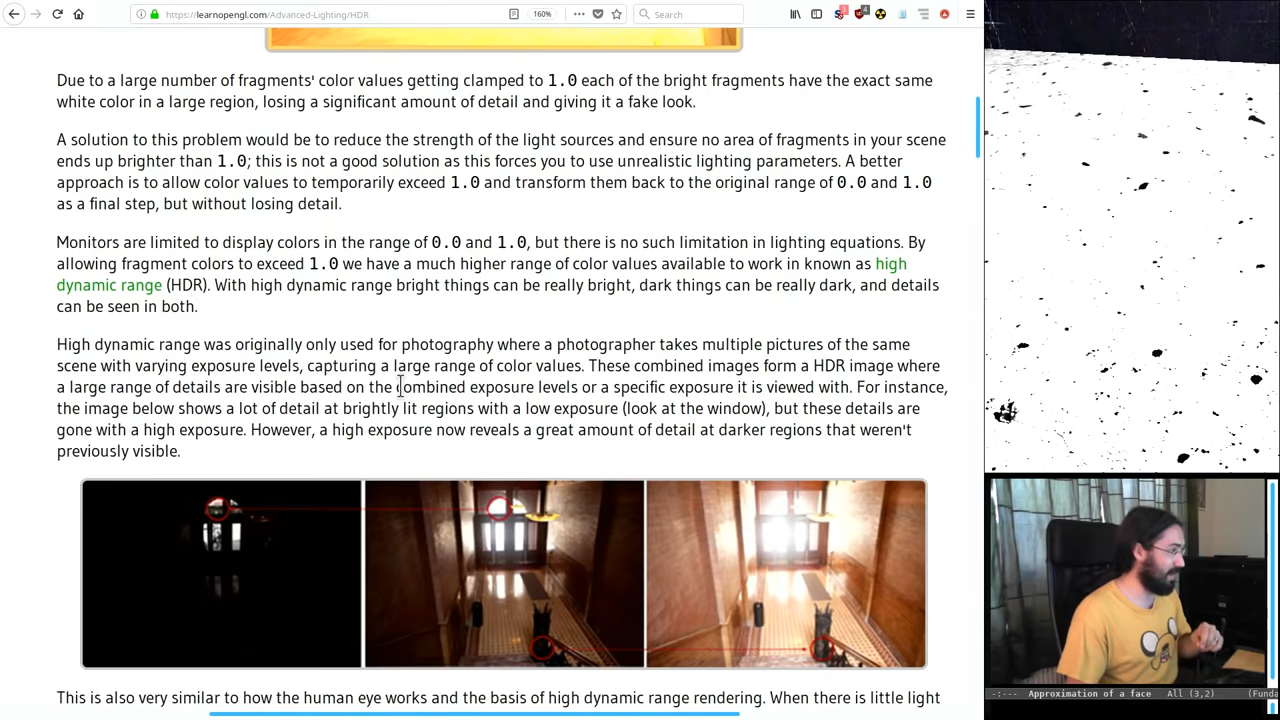 https://learnopengl.com/Advanced-Lighting/HDR
160%
Search
3
4
Due to a large number of fragments' color values getting clamped to 1.0 each of the bright fragments have the exact same
white color in a large region, losing a significant amount of detail and giving it a fake look.
A solution to this problem would be to reduce the strength of the light sources and ensure no area of fragments in your scene
ends up brighter than 1.0; this is not a good solution as this forces you to use unrealistic lighting parameters. A better
approach is to allow color values to temporarily exceed 1.0 and transform them back to the original range of 0.0 and 1.0
as a final step, but without losing detail.
Monitors are limited to display colors in the range of 0.0 and 1.0, but there is no such limitation in lighting equations. By
allowing fragment colors to exceed 1.0 we have a much higher range of color values available to work in known as high
dynamic range (HDR). With high dynamic range bright things can be really bright, dark things can be really dark, and details
can be seen in both.
High dynamic range was originally only used for photography where a photographer takes multiple pictures of the same
scene with varying exposure levels, capturing a large range of color values. These combined images form a HDR image where
a large range of details are visible based on the combined exposure levels or a specific exposure it is viewed with. For instance,
the image below shows a lot of detail at brightly lit regions with a low exposure (look at the window), but these details are
gone with a high exposure. However, a high exposure now reveals a great amount of detail at darker regions that weren't
previously visible.
This is also very similar to how the human eye works and the basis of high dynamic range rendering. When there is little light
-:--- Approximation of a face All (3,2) (Funda